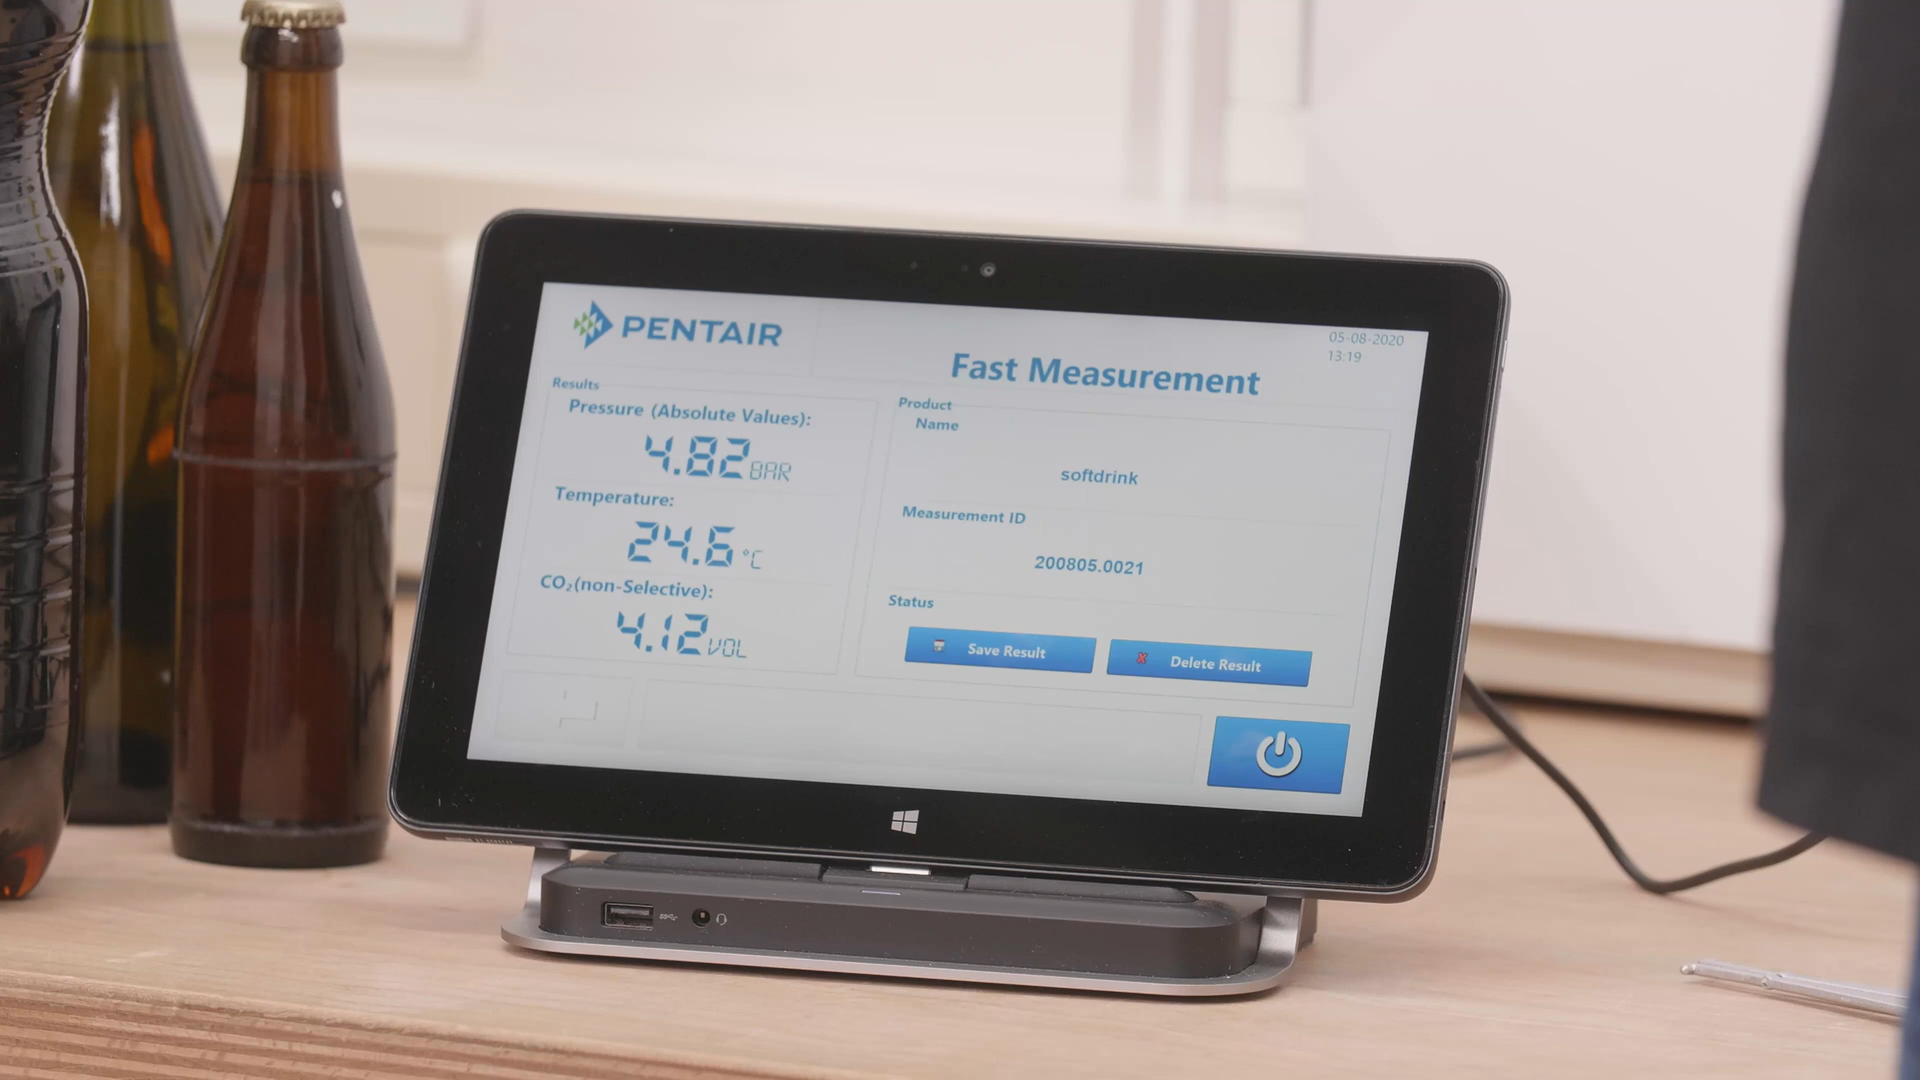 PENTAIR
05-08-2020
13:19
Fast Measurement
Results
Pressure (Absolute Values):
4.82 BAR
Temperature:
24.6 °C
CO₂(non-Selective):
4.12 VOL
Product
Name
softdrink
Measurement ID
200805.0021
Status
Save Result
Delete Result